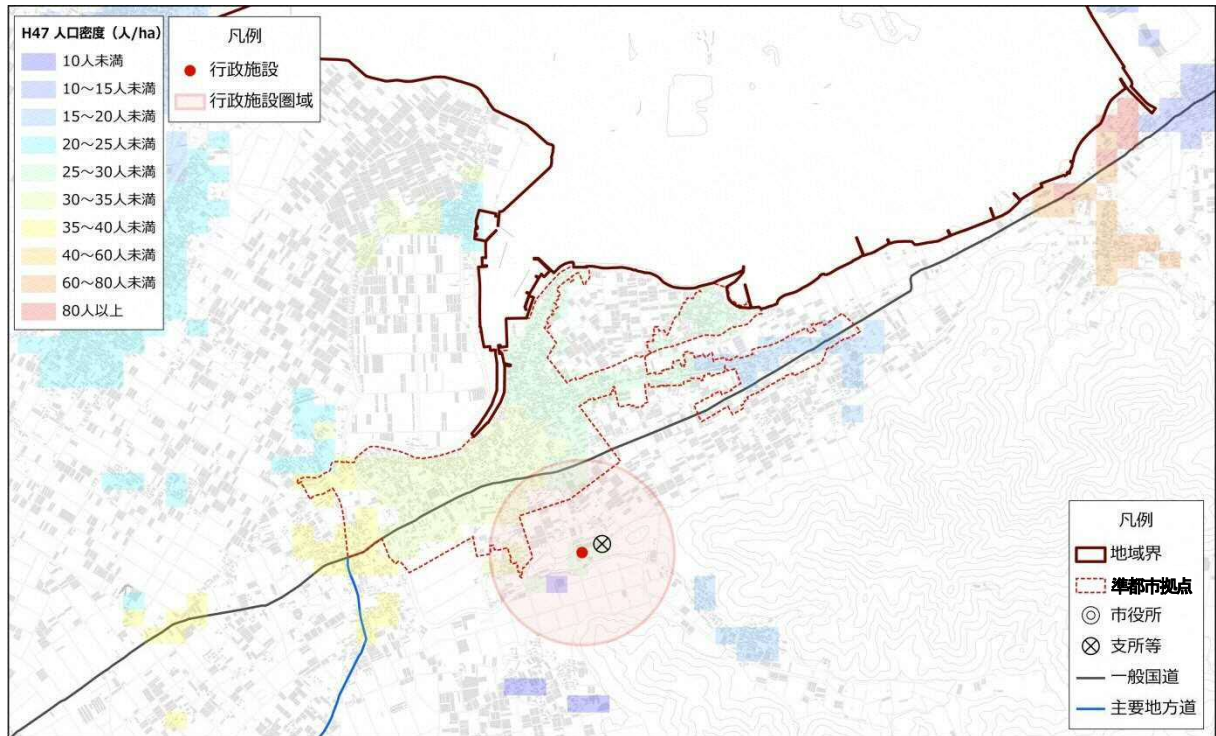 H47 人口密度（人/ha）
10人未満
10～15人未満
15～20人未満
20～25人未満
25～30人未満
30～35人未満
35～40人未満
40～60人未満
60～80人未満
80人以上
凡例
行政施設
行政施設圏域
凡例
地域界
準都市拠点
市役所
支所等
一般国道
主要地方道